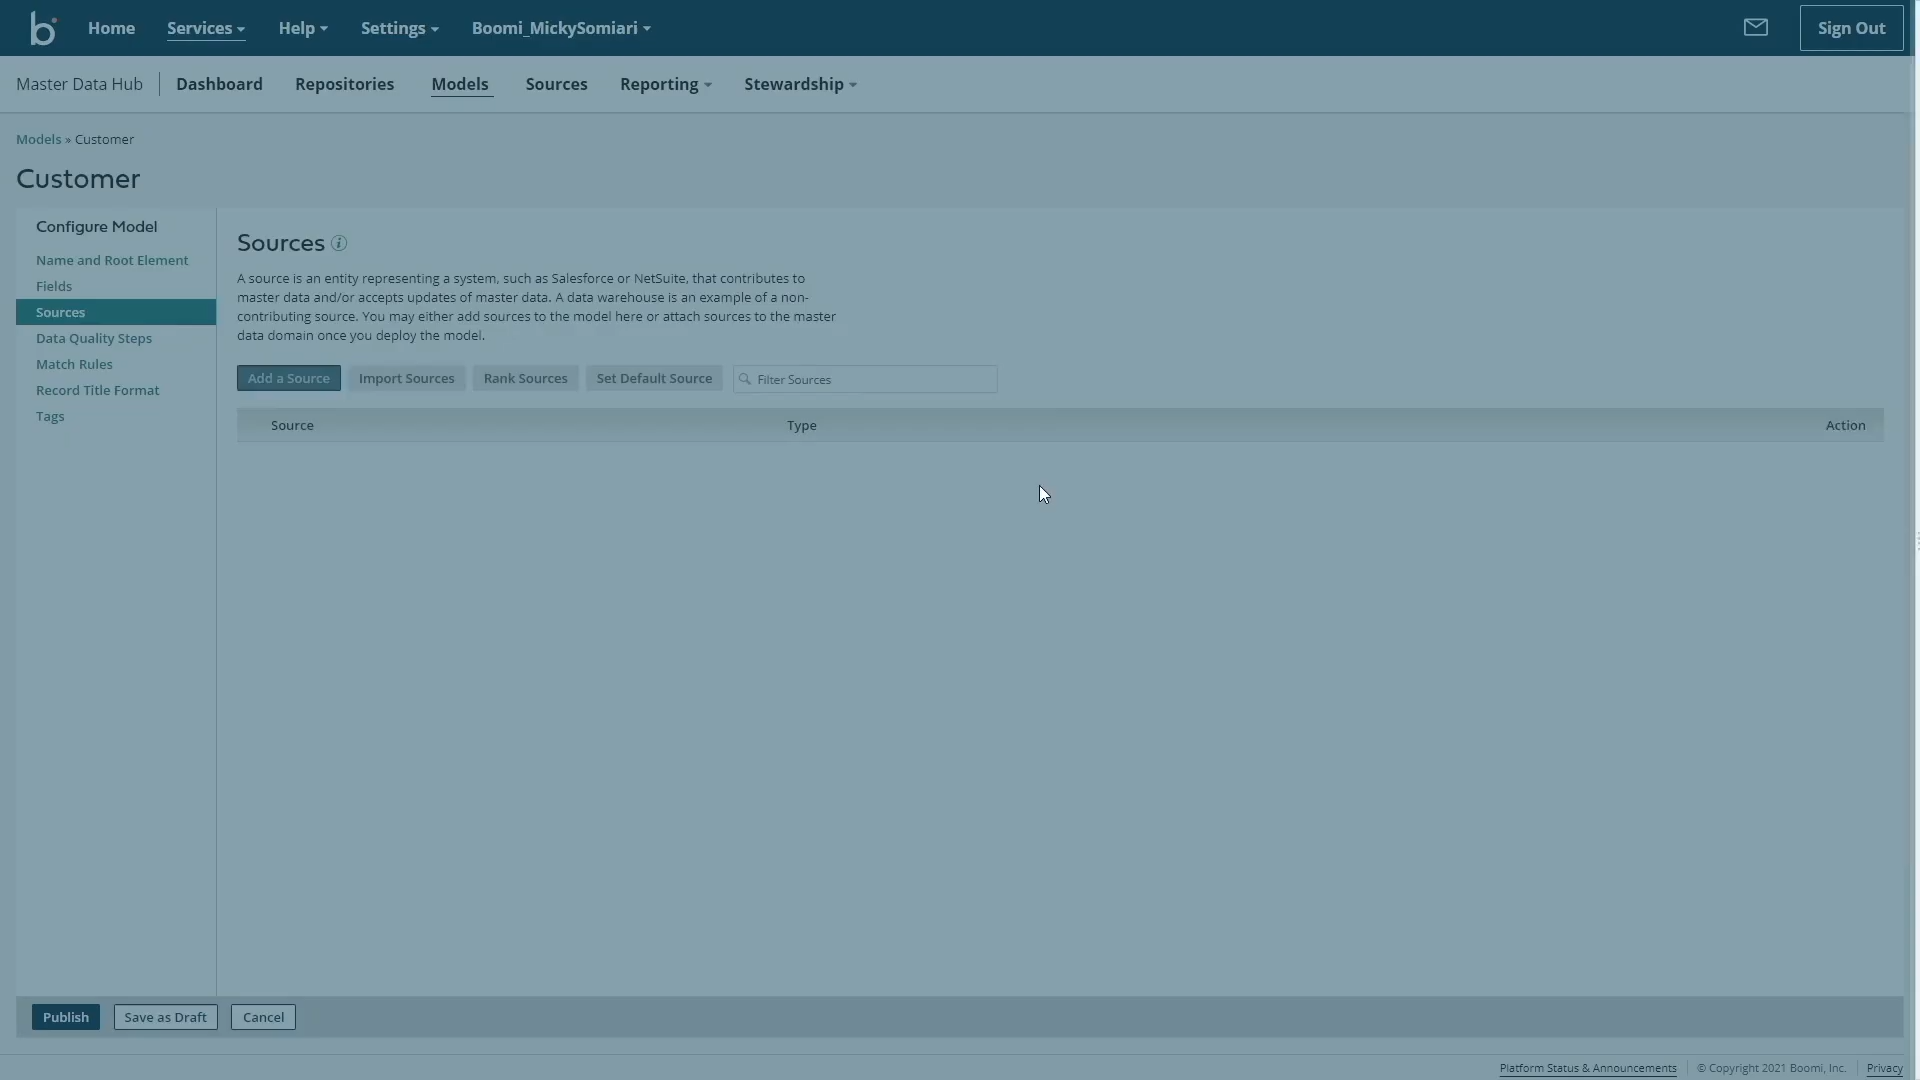 b Home Services Help Settings Boomi_MickySomiari Sign Out
Master Data Hub Dashboard Repositories Models Sources Reporting Stewardship
Models » Customer
Customer
Configure Model
Name and Root Element
Fields
Sources
Data Quality Steps
Match Rules
Record Title Format
Tags
Sources i
A source is an entity representing a system, such as Salesforce or NetSuite, that contributes to
master data and/or accepts updates of master data. A data warehouse is an example of a non-
contributing source. You may either add sources to the model here or attach sources to the master
data domain once you deploy the model.
Add a Source Import Sources Rank Sources Set Default Source Filter Sources
Source Type Action
Publish Save as Draft Cancel
Platform Status & Announcements © Copyright 2021 Boomi, Inc. Privacy